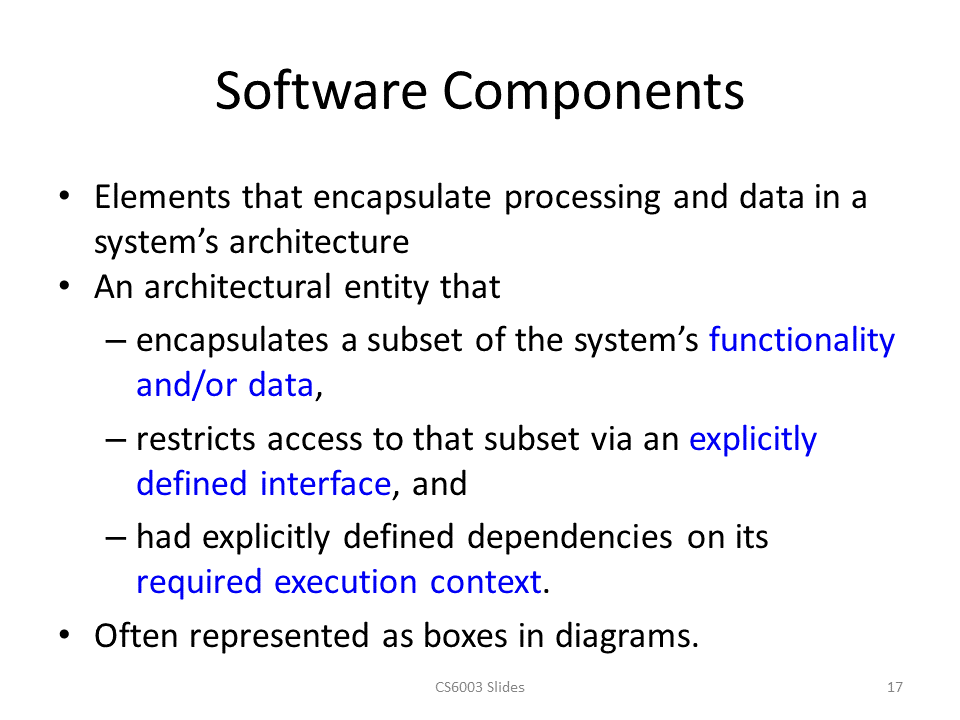 Software Components
• Elements that encapsulate processing and data in a
system’s architecture
• An architectural entity that
– encapsulates a subset of the system’s functionality
and/or data,
– restricts access to that subset via an explicitly
defined interface, and
– had explicitly defined dependencies on its
required execution context.
• Often represented as boxes in diagrams.
CS6003 Slides
17